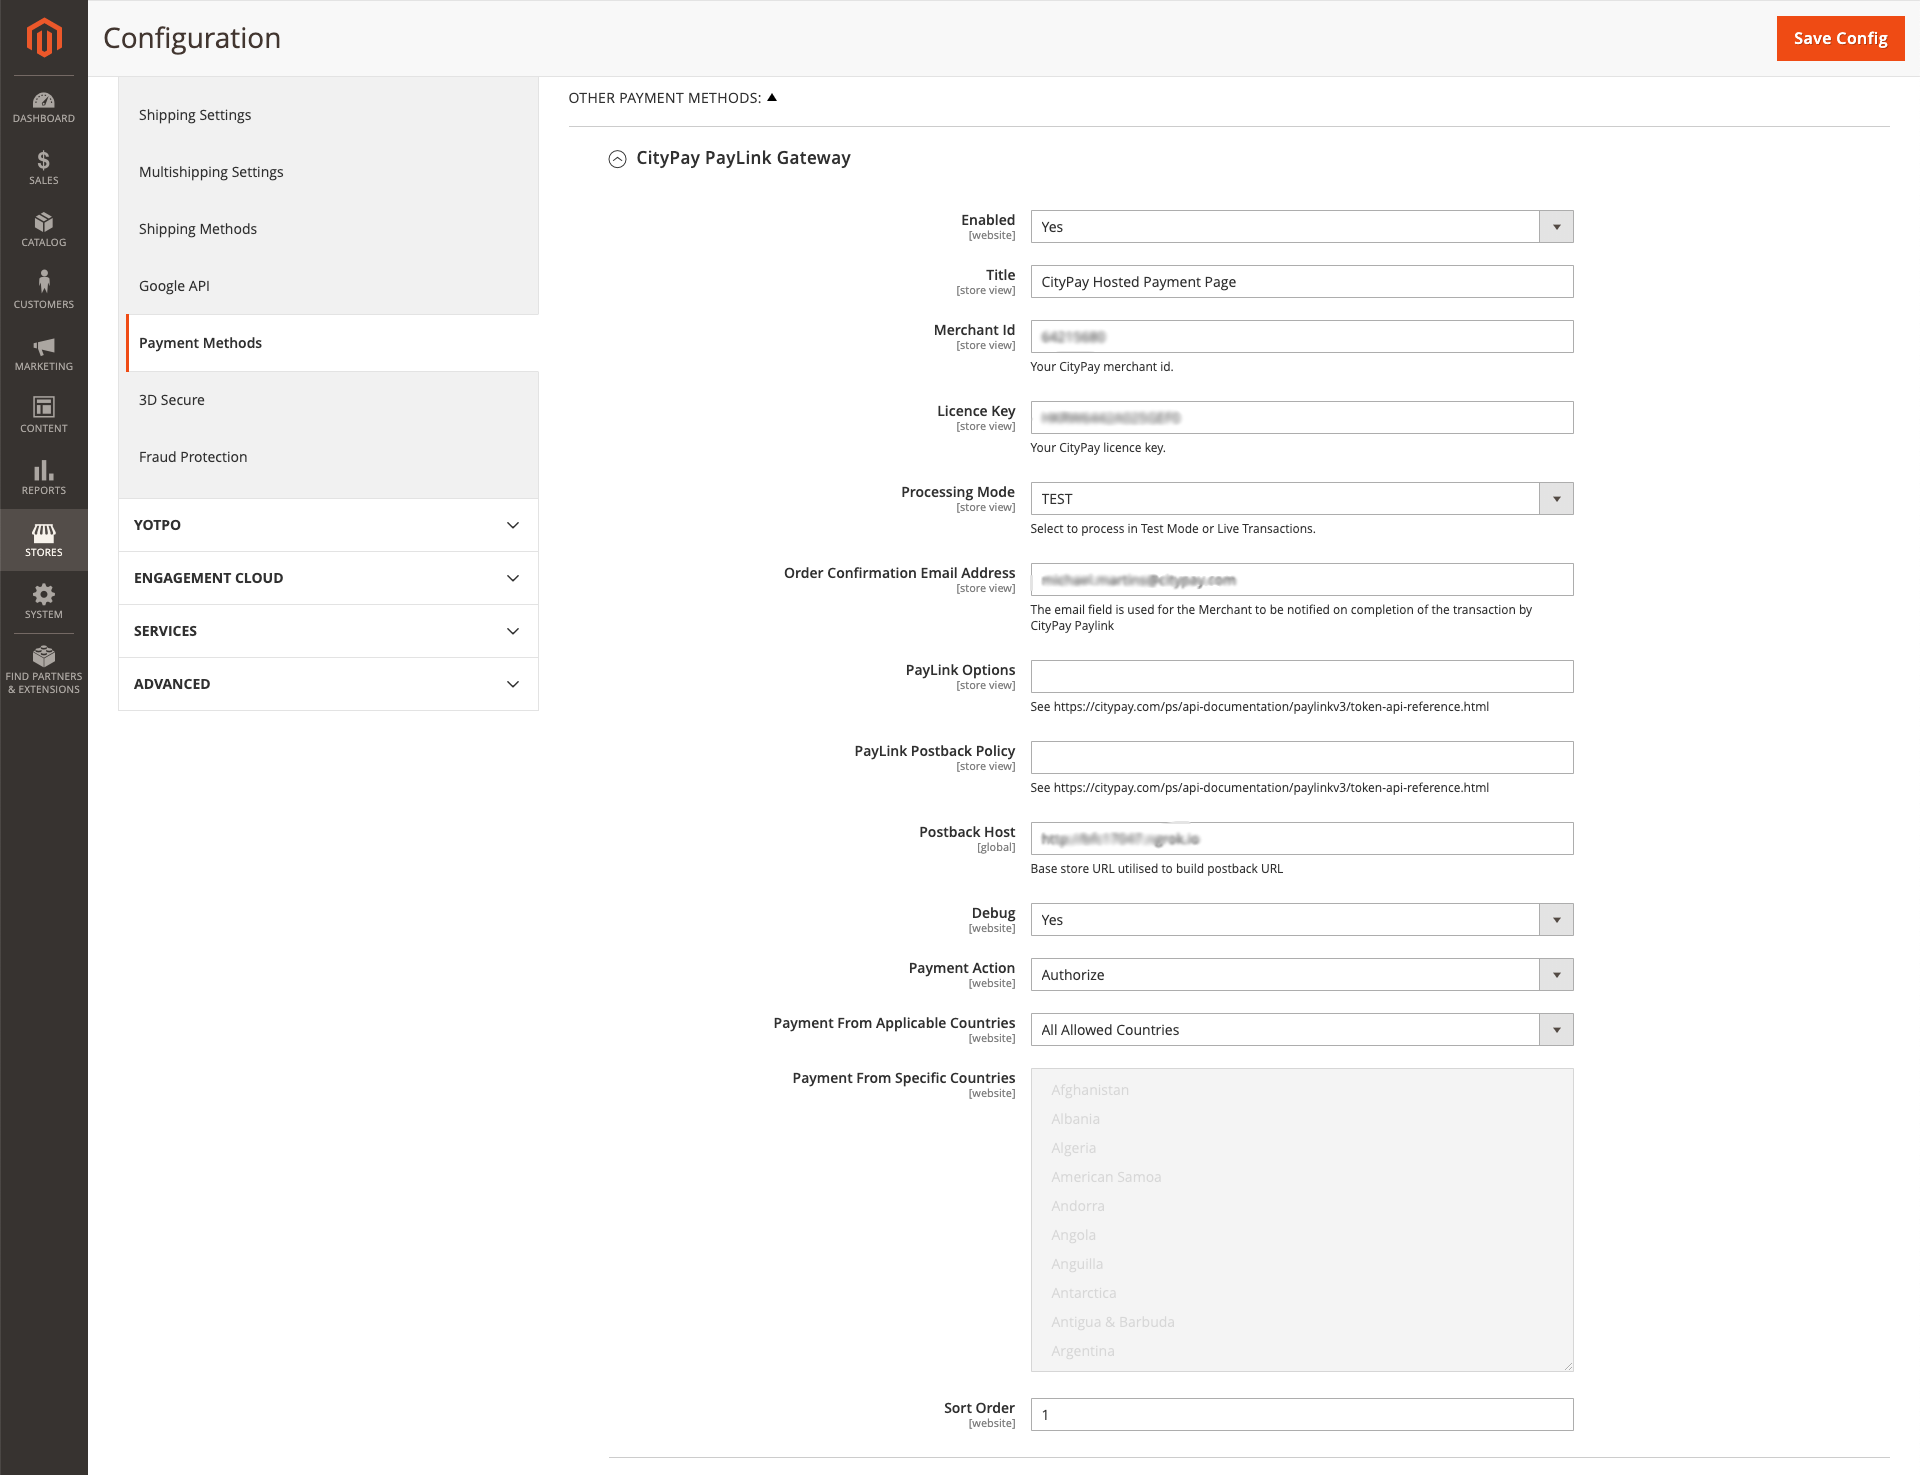 Configuration
Save Config
DASHBOARD
SALES
CATALOG
CUSTOMERS
MARKETING
CONTENT
REPORTS
STORES
SYSTEM
FIND PARTNERS
& EXTENSIONS
Shipping Settings
Multishipping Settings
Shipping Methods
Google API
Payment Methods
3D Secure
Fraud Protection
YOTPO
ENGAGEMENT CLOUD
SERVICES
ADVANCED
OTHER PAYMENT METHODS:
CityPay PayLink Gateway
Enabled
[website]
Yes
Title
[store view]
CityPay Hosted Payment Page
Merchant Id
[store view]
Your CityPay merchant id.
Licence Key
[store view]
Your CityPay licence key.
Processing Mode
[store view]
TEST
Select to process in Test Mode or Live Transactions.
Order Confirmation Email Address
[store view]
The email field is used for the Merchant to be notified on completion of the transaction by
CityPay Paylink
PayLink Options
[store view]
See https://citypay.com/ps/api-documentation/paylinkv3/token-api-reference.html
PayLink Postback Policy
[store view]
See https://citypay.com/ps/api-documentation/paylinkv3/token-api-reference.html
Postback Host
[global]
Base store URL utilised to build postback URL
Debug
[website]
Yes
Payment Action
[website]
Authorize
Payment From Applicable Countries
[website]
All Allowed Countries
Payment From Specific Countries
[website]
Afghanistan
Albania
Algeria
American Samoa
Andorra
Angola
Anguilla
Antarctica
Antigua & Barbuda
Argentina
Sort Order
[website]
1